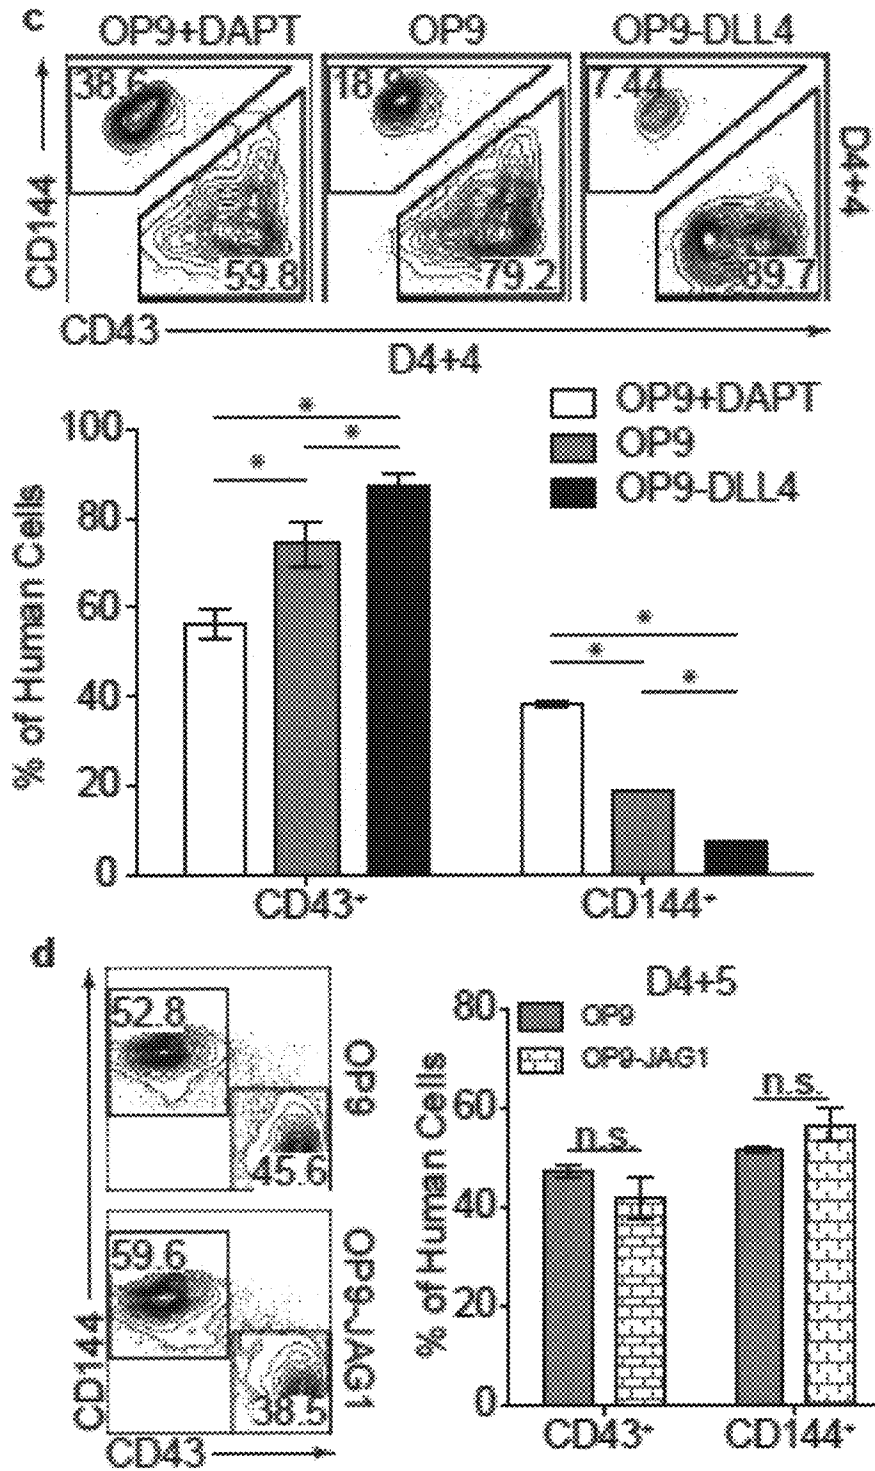 c
OP9+DAPT OP9 OP9-DLL4
38.6 18.9 7.44
CD144
D4+4
59.8 79.2 89.7
CD43
D4+4
OP9+DAPT
OP9
OP9-DLL4
* * *
100
80
60
40
20
0
% of Human Cells
* * *
CD43+ CD144+
d
52.8
OP9
45.6
59.6
OP9-JAG1
38.5
CD144
CD43
D4+5
OP9
OP9-JAG1
80
60
40
20
0
% of Human Cells
n.s. n.s.
CD43+ CD144+